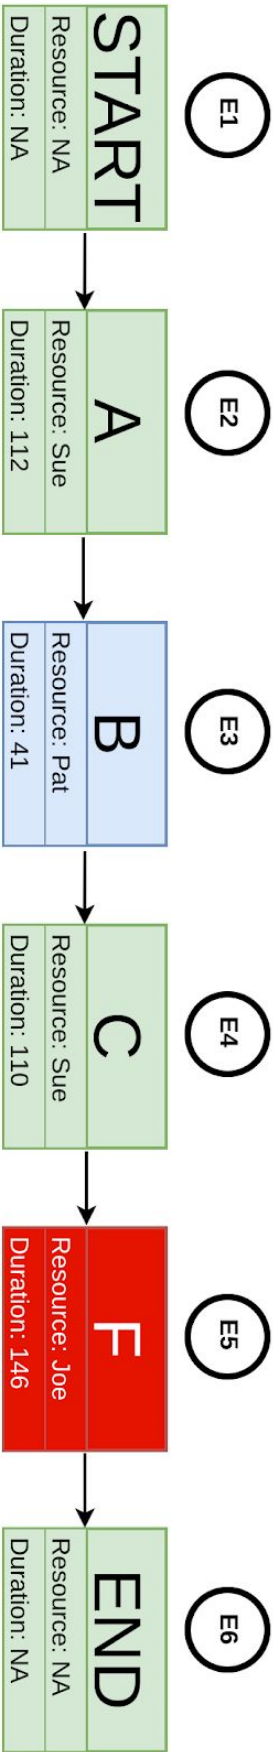 E1
START
Resource: NA
Duration: NA
E2
A
Resource: Sue
Duration: 112
E3
B
Resource: Pat
Duration: 41
E4
C
Resource: Sue
Duration: 110
E5
F
Resource: Joe
Duration: 146
E6
END
Resource: NA
Duration: NA